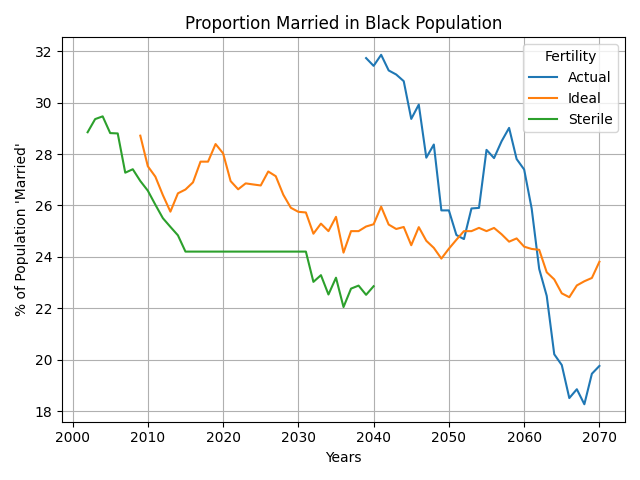 Proportion Married in Black Population
% of Population 'Married'
32
30
28
26
24
22
20
18
Fertility
Actual
Ideal
Sterile
2000 2010 2020 2030 2040 2050 2060 2070
Years